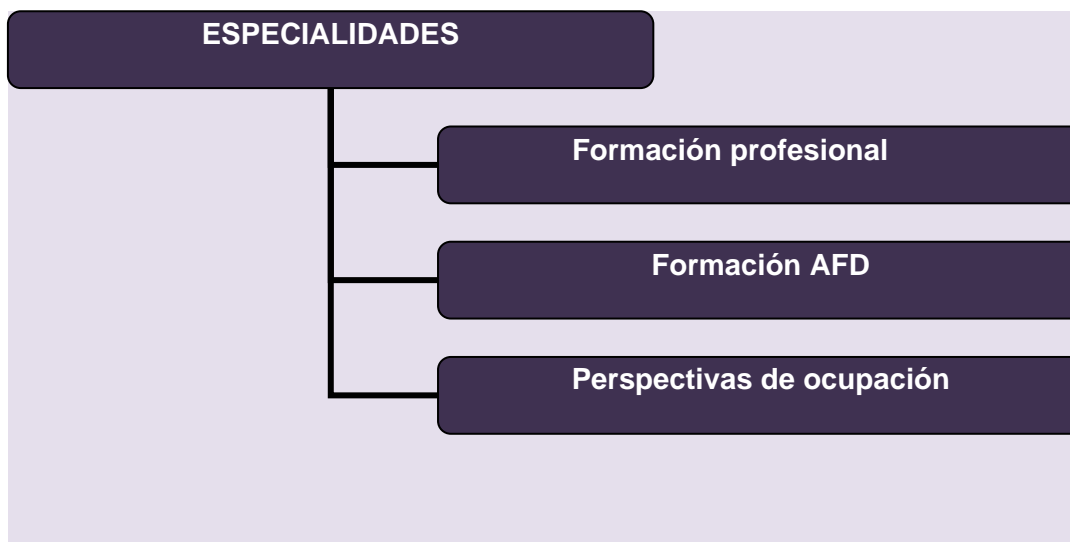 ESPECIALIDADES
Formación profesional
Formación AFD
Perspectivas de ocupación